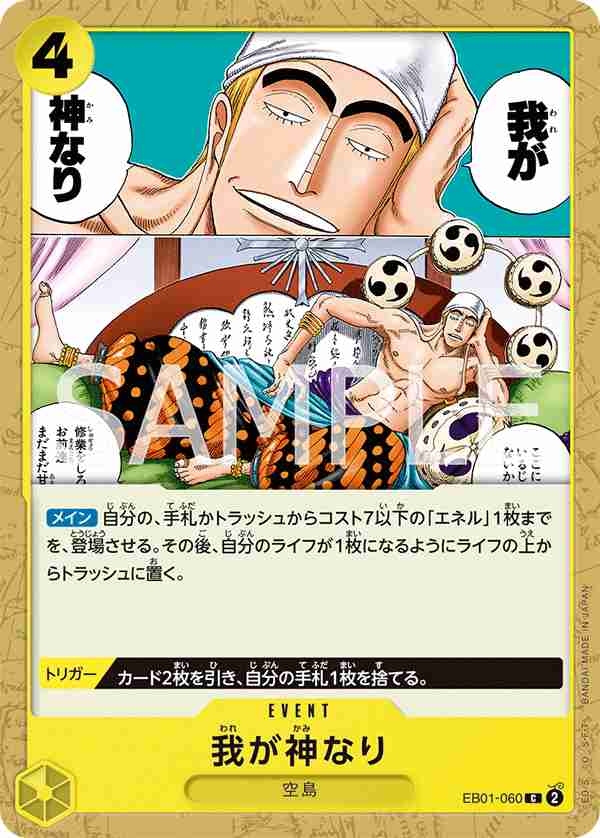 4
我が
神なり
ここに
いるじ
ないか
修業をしろ
お前達
まだまだ甘
SAMPLE
メイン 自分の、手札かトラッシュからコスト7以下の「エネル」1枚まで
を、登場させる。その後、自分のライフが1枚になるようにライフの上か
らトラッシュに置く。
トリガー カード2枚を引き、自分の手札1枚を捨てる。
EVENT
我が神なり
空島
EB01-060 C 2
BANDAI MADE IN JAPAN